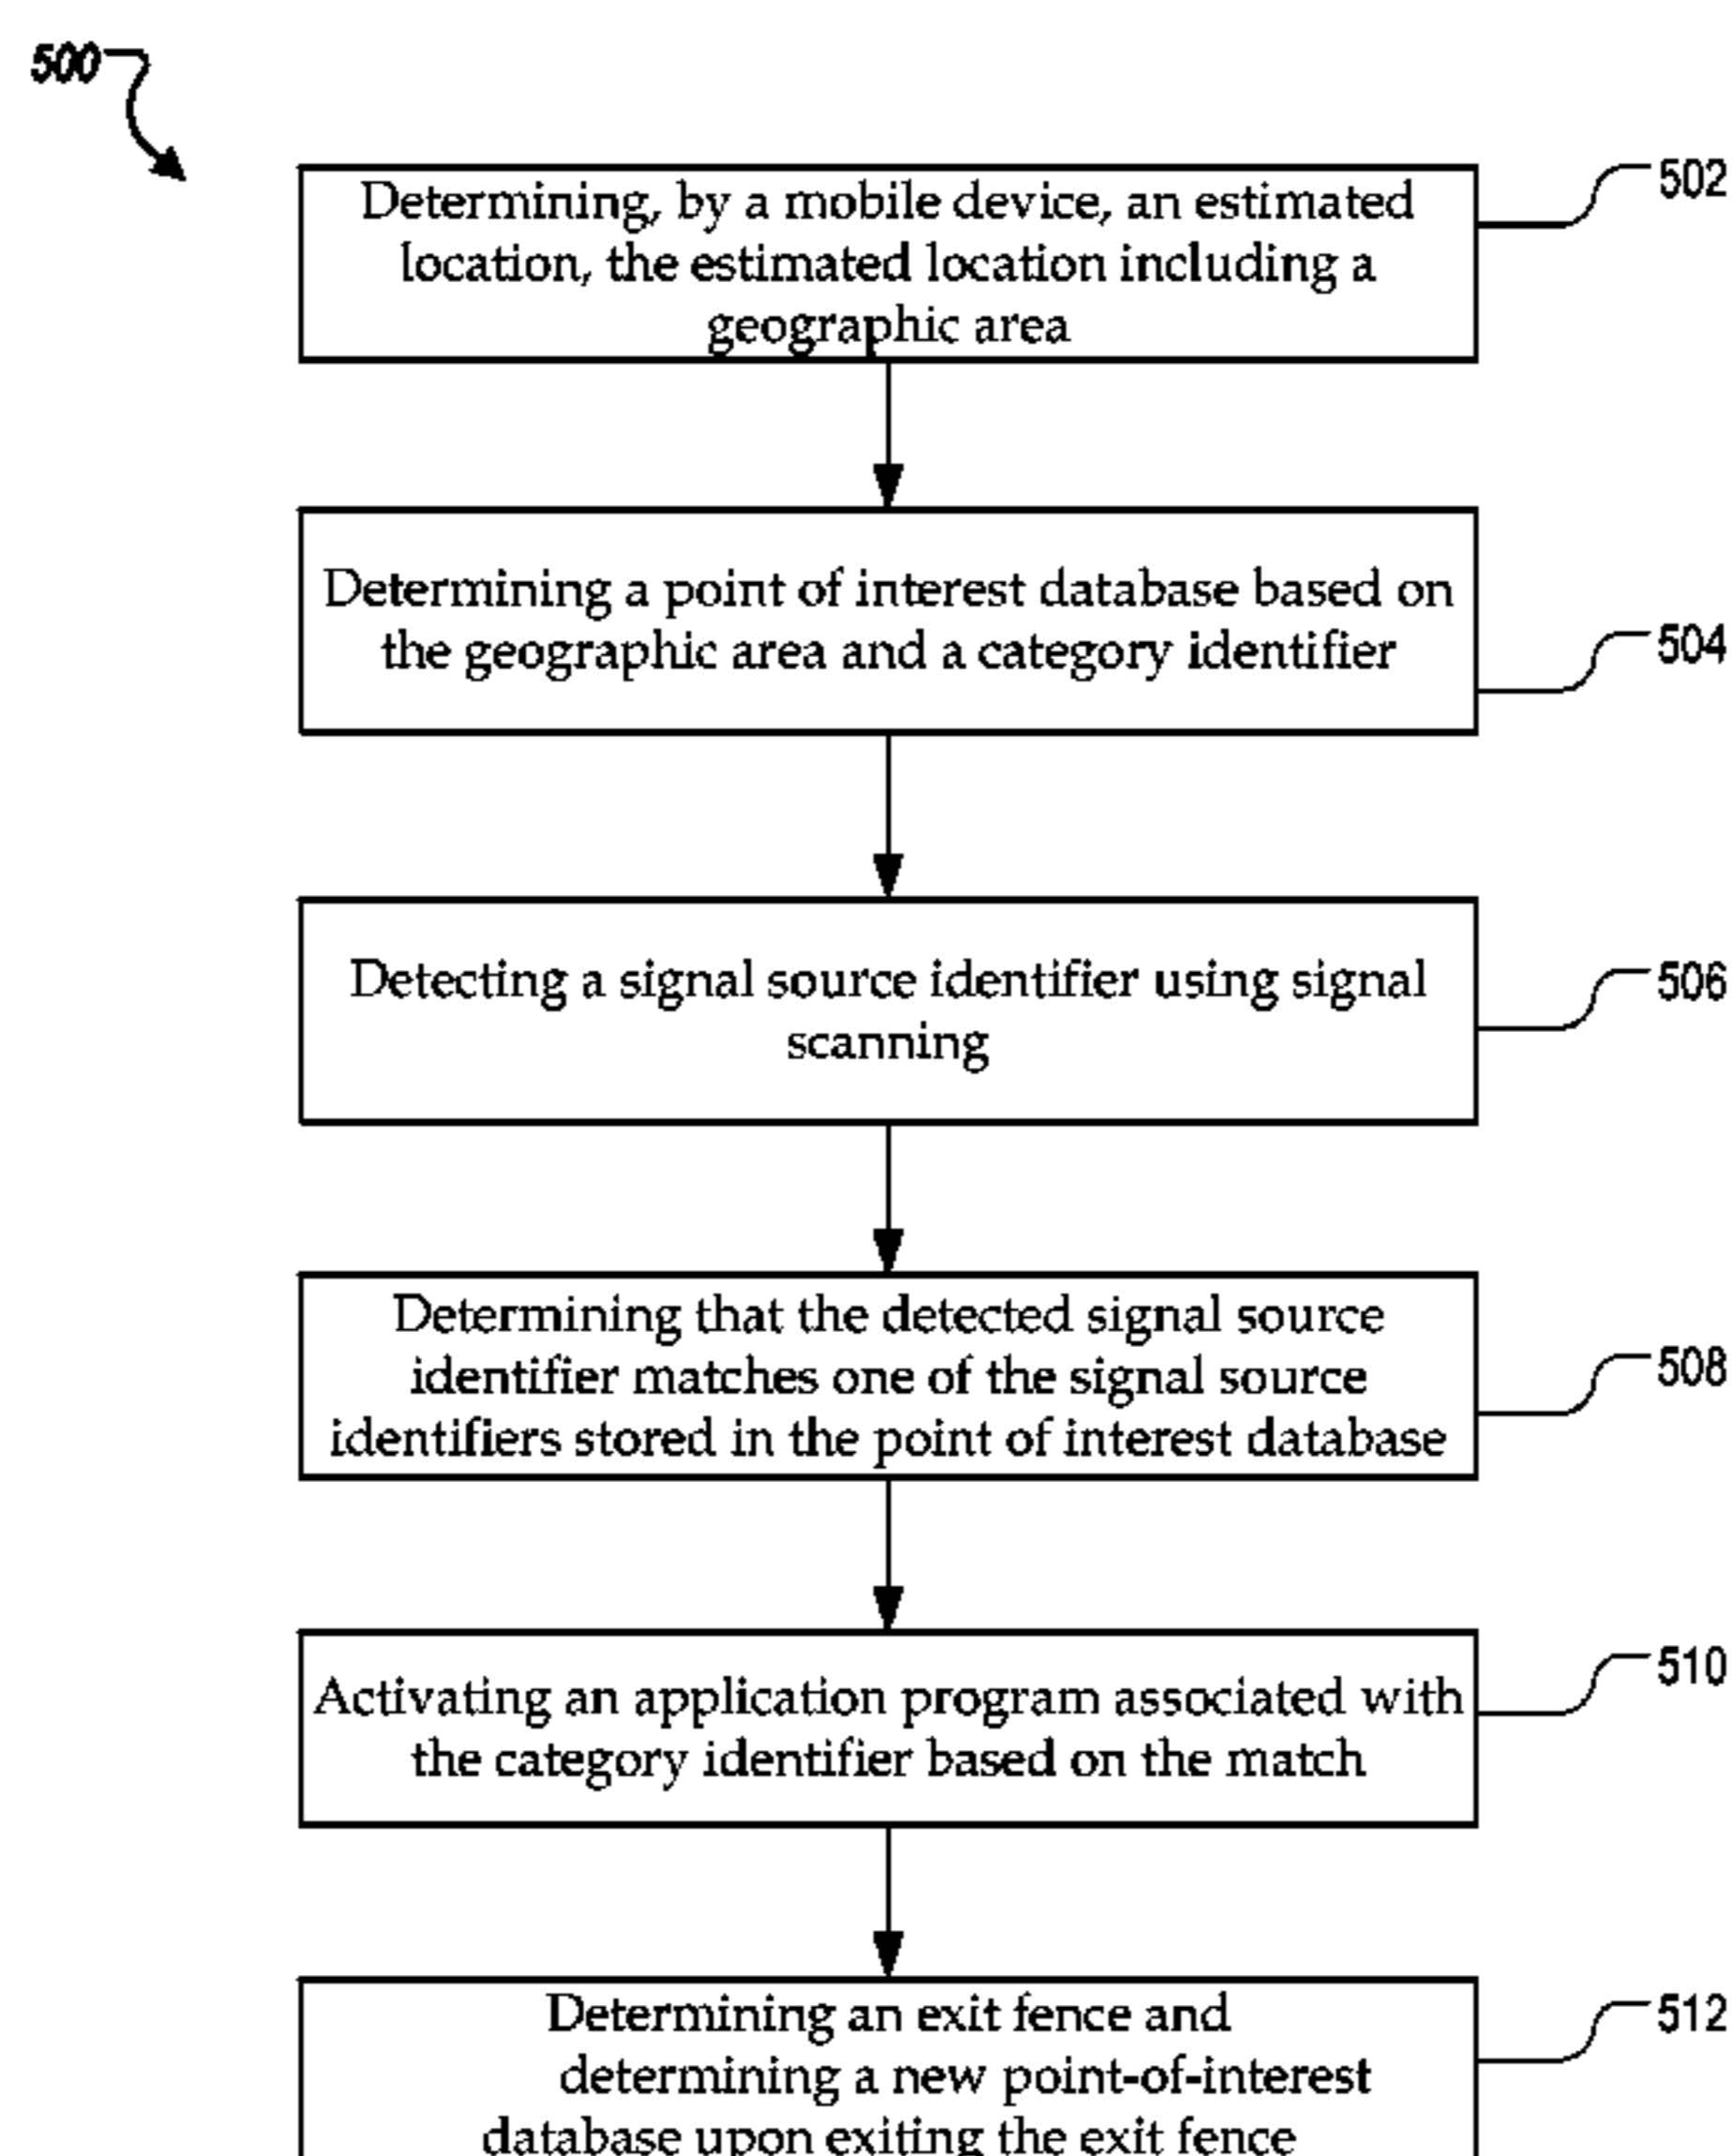 500
502
Determining, by a mobile device, an estimated
location, the estimated location including a
geographic area
Determining a point of interest database based on
the geographic area and a category identifier
504
Detecting a signal source identifier using signal
scanning
506
Determining that the detected signal source
identifier matches one of the signal source
identifiers stored in the point of interest database
508
Activating an application program associated with
the category identifier based on the match
510
Determining an exit fence and
determining a new point-of-interest
database upon exiting the exit fence
512